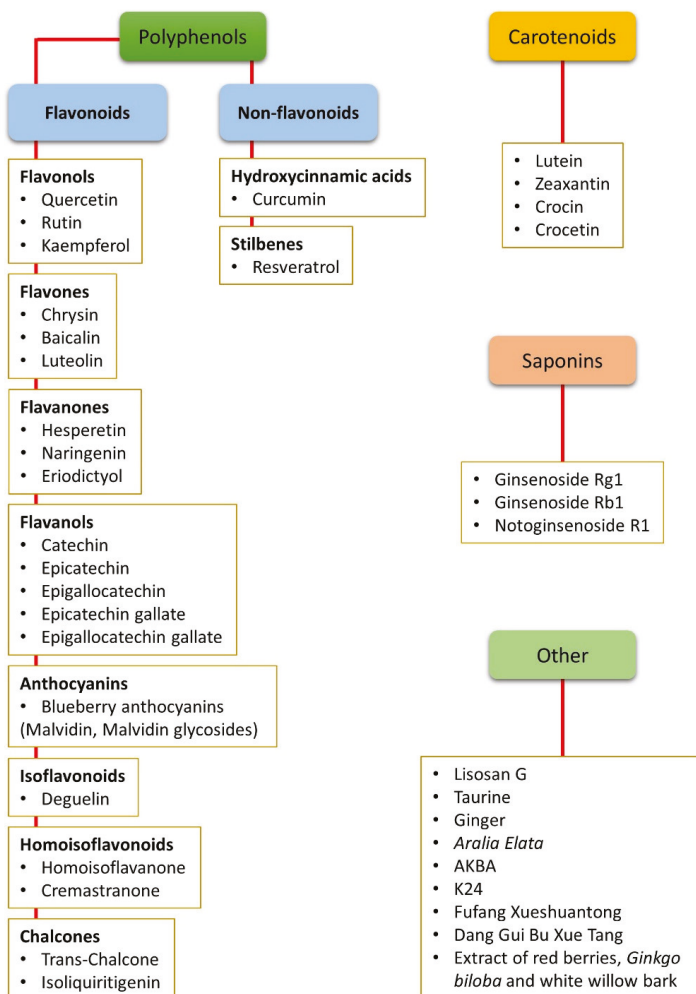 Polyphenols
Flavonoids
Non-flavonoids
Flavonols
• Quercetin
• Rutin
• Kaempferol
Flavones
• Chrysin
• Baicalin
• Luteolin
Flavanones
• Hesperetin
• Naringenin
• Eriodictyol
Flavanols
• Catechin
• Epicatechin
• Epigallocatechin
• Epicatechin gallate
• Epigallocatechin gallate
Anthocyanins
• Blueberry anthocyanins
(Malvidin, Malvidin glycosides)
Isoflavonoids
• Deguelin
Homoisoflavonoids
• Homoisoflavanone
• Cremastranone
Chalcones
• Trans-Chalcone
• Isoliquiritigenin
Hydroxycinnamic acids
• Curcumin
Stilbenes
• Resveratrol
Carotenoids
• Lutein
• Zeaxantin
• Crocin
• Crocetin
Saponins
• Ginsenoside Rg1
• Ginsenoside Rb1
• Notoginsenoside R1
Other
• Lisosan G
• Taurine
• Ginger
• Aralia Elata
• AKBA
• K24
• Fufang Xueshuantong
• Dang Gui Bu Xue Tang
• Extract of red berries, Ginkgo
biloba and white willow bark